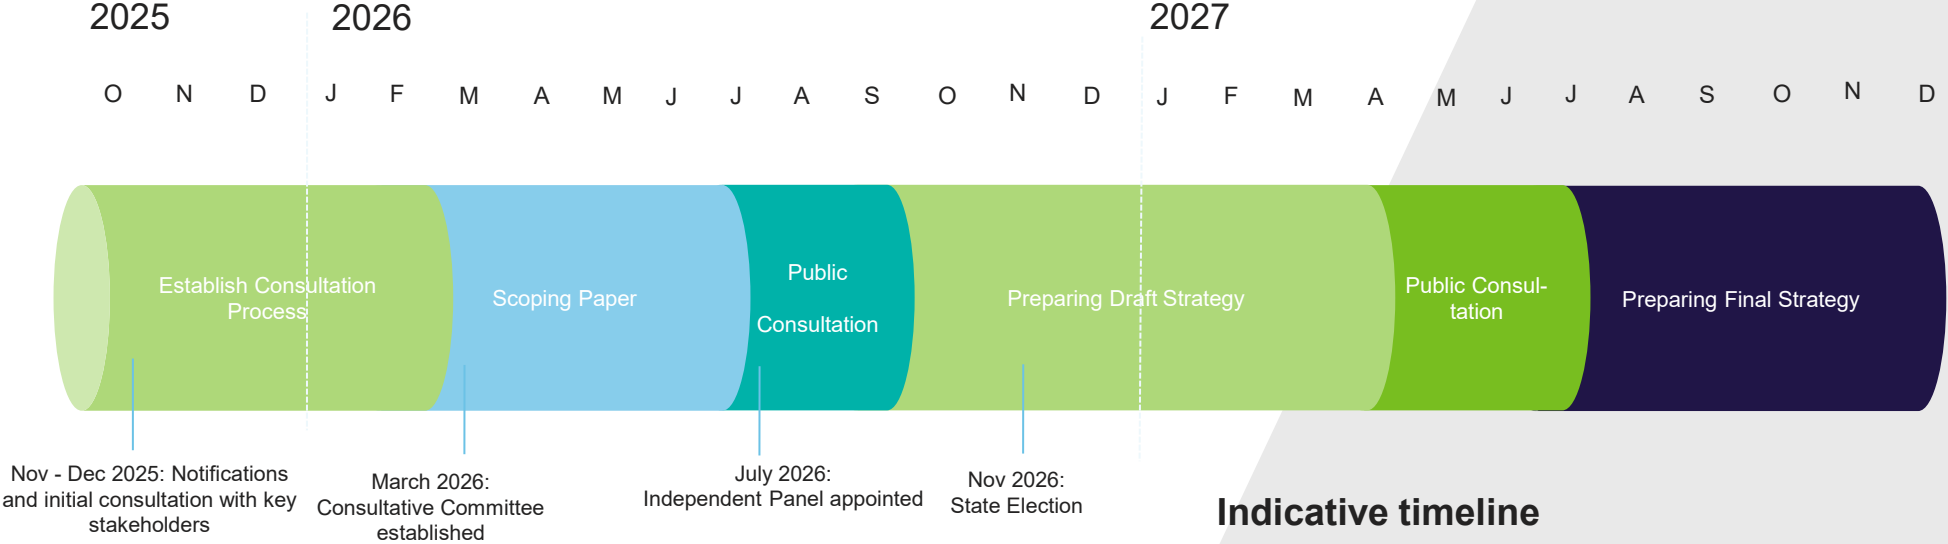 2025 2026 2027
O N D J F M A M J J A S O N D J F M A M J J A S O N D
Establish Consultation
Process
Scoping Paper
Public
Consultation
Preparing Draft Strategy
Public Consul-
tation
Preparing Final Strategy
Nov - Dec 2025: Notifications
and initial consultation with key
stakeholders
March 2026:
Consultative Committee
established
July 2026:
Independent Panel appointed
Nov 2026:
State Election
Indicative timeline